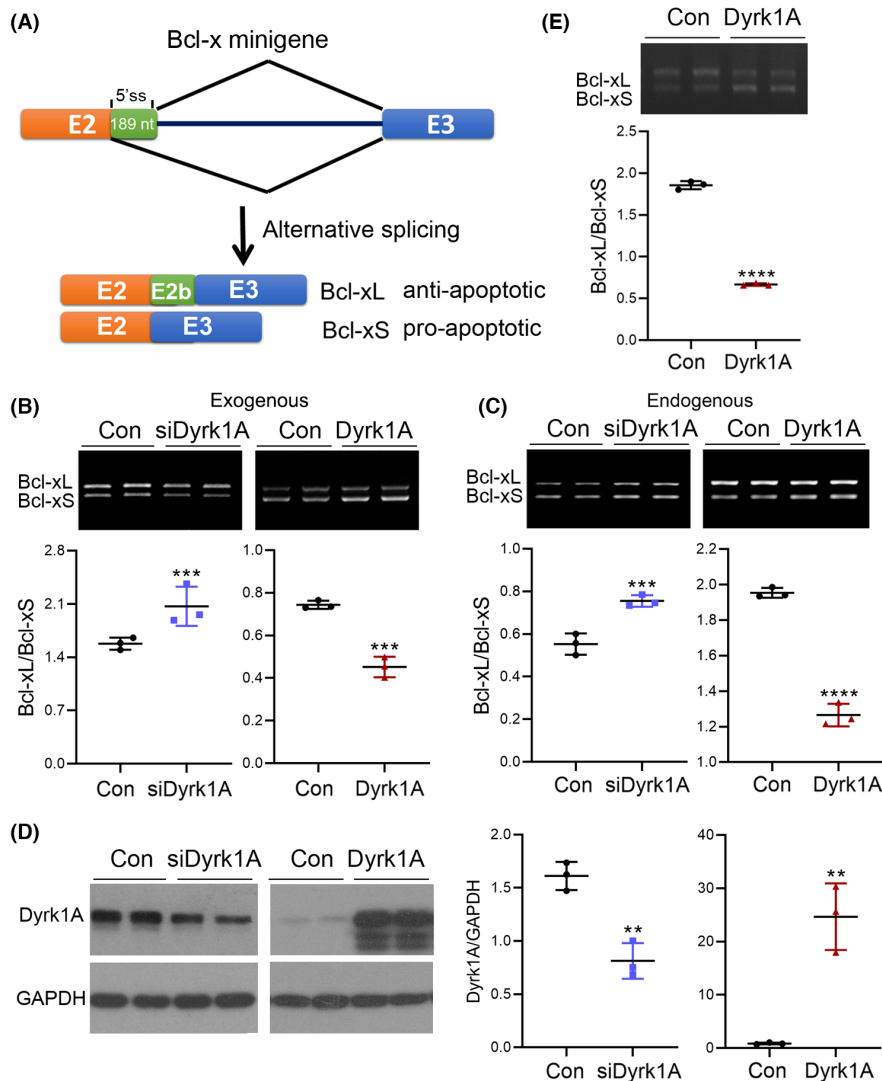 (A)
Bcl-x minigene
5'ss
E2
189 nt
E3
Alternative splicing
E2 E2b E3 Bcl-xL anti-apoptotic
E2 E3 Bcl-xS pro-apoptotic
(E)
Con Dyrk1A
Bcl-xL
Bcl-xS
Bcl-xL/Bcl-xS
2.5
2.0
1.5
1.0
0.5
0.0
****
Con Dyrk1A
(B)
Exogenous
Con siDyrk1A Con Dyrk1A
Bcl-xL
Bcl-xS
Bcl-xL/Bcl-xS
2.8
2.1
1.4
0.7
0.0
***
Con siDyrk1A
1.0
0.8
0.6
0.4
0.2
0.0
***
Con Dyrk1A
(C)
Endogenous
Con siDyrk1A Con Dyrk1A
Bcl-xL
Bcl-xS
Bcl-xL/Bcl-xS
1.0
0.8
0.6
0.4
0.2
0.0
***
Con siDyrk1A
2.2
2.0
1.8
1.6
1.4
1.2
1.0
****
Con Dyrk1A
(D)
Con siDyrk1A Con Dyrk1A
Dyrk1A
GAPDH
Dyrk1A/GAPDH
2.0
1.5
1.0
0.5
0.0
**
Con siDyrk1A
40
30
20
10
0
**
Con Dyrk1A